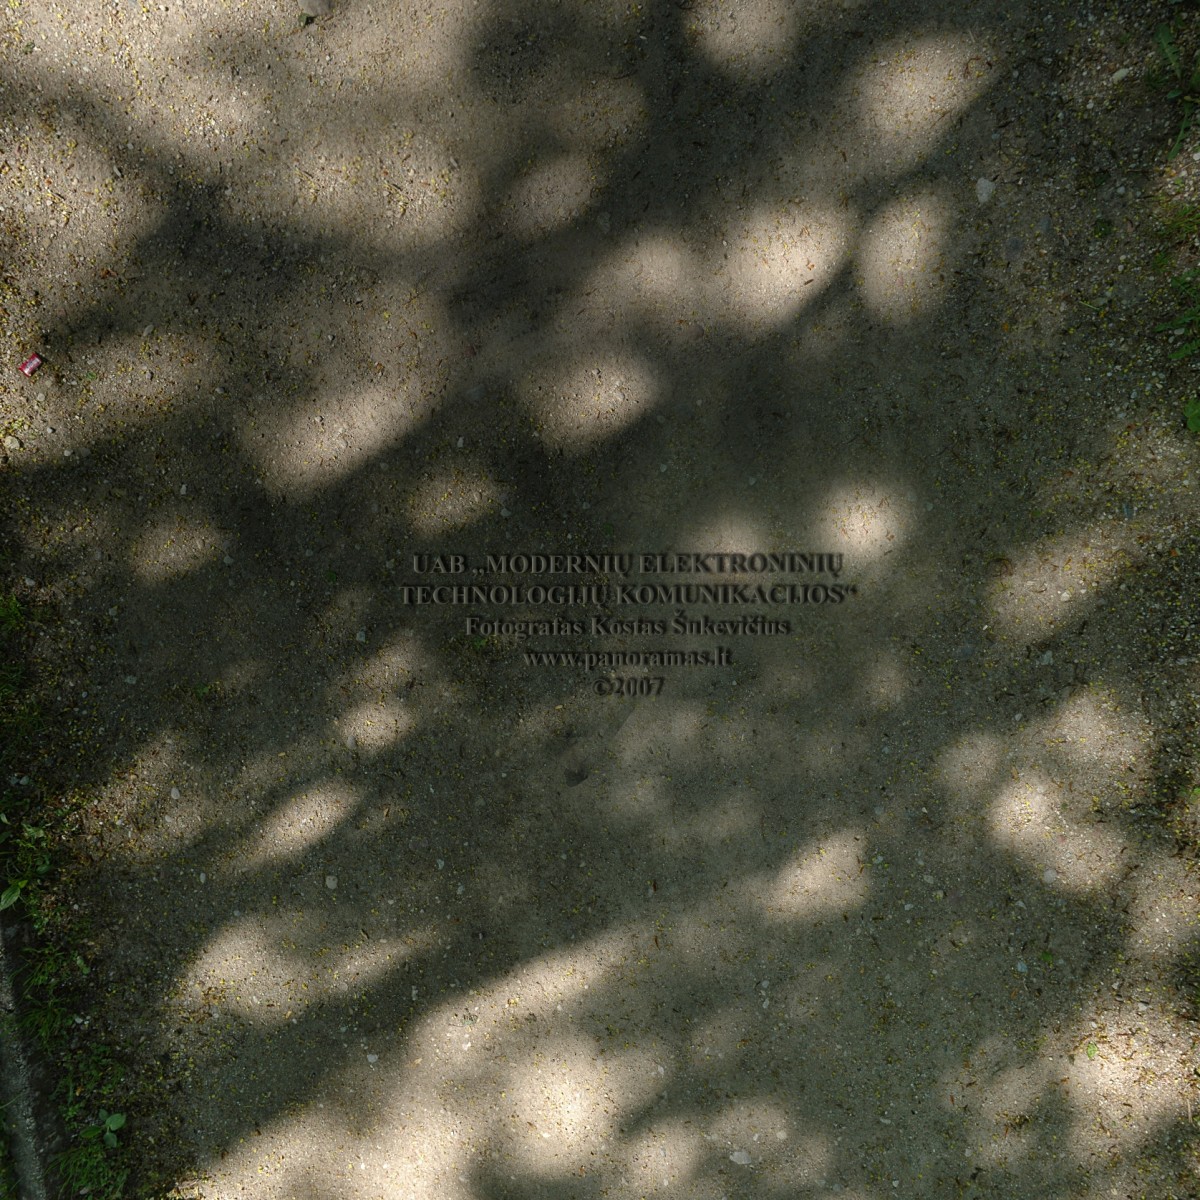 UAB „MODERNIŲ ELEKTRONINIŲ
TECHNOLOGIJŲ KOMUNIKACIJOS“
Fotografas Kostas Šukevičius
www.panoramas.lt
©2007